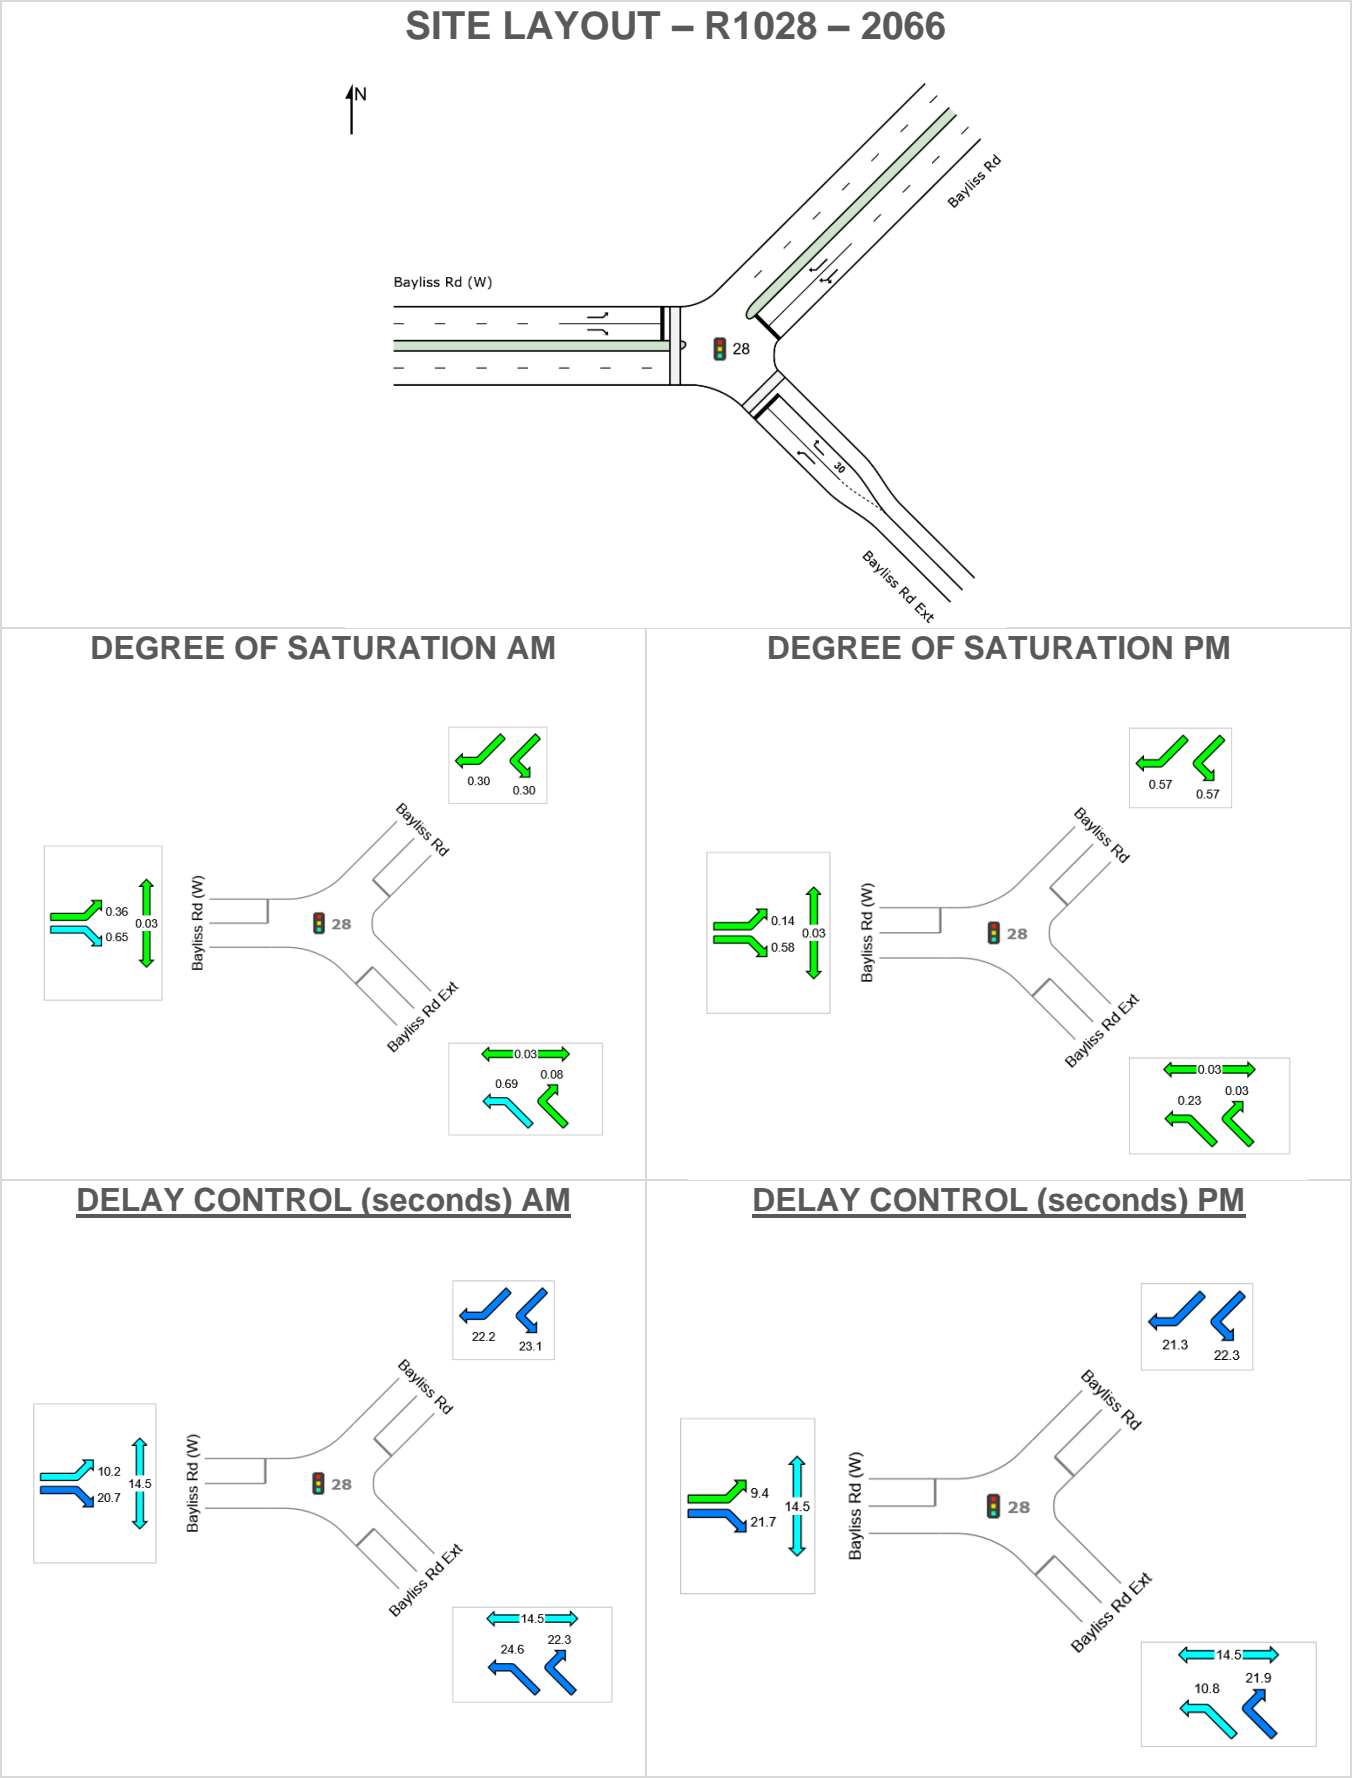 SITE LAYOUT – R1028 – 2066
N
Bayliss Rd
Bayliss Rd (W)
28
30
Bayliss Rd Ext
DEGREE OF SATURATION AM
0.30
0.30
Bayliss Rd
0.36
0.65
0.03
Bayliss Rd (W)
28
Bayliss Rd Ext
0.03
0.69
0.08
DEGREE OF SATURATION PM
0.57
0.57
Bayliss Rd
0.14
0.58
0.03
Bayliss Rd (W)
28
Bayliss Rd Ext
0.03
0.23
0.03
DELAY CONTROL (seconds) AM
22.2
23.1
Bayliss Rd
10.2
20.7
14.5
Bayliss Rd (W)
28
Bayliss Rd Ext
14.5
24.6
22.3
DELAY CONTROL (seconds) PM
21.3
22.3
Bayliss Rd
9.4
21.7
14.5
Bayliss Rd (W)
28
Bayliss Rd Ext
14.5
10.8
21.9